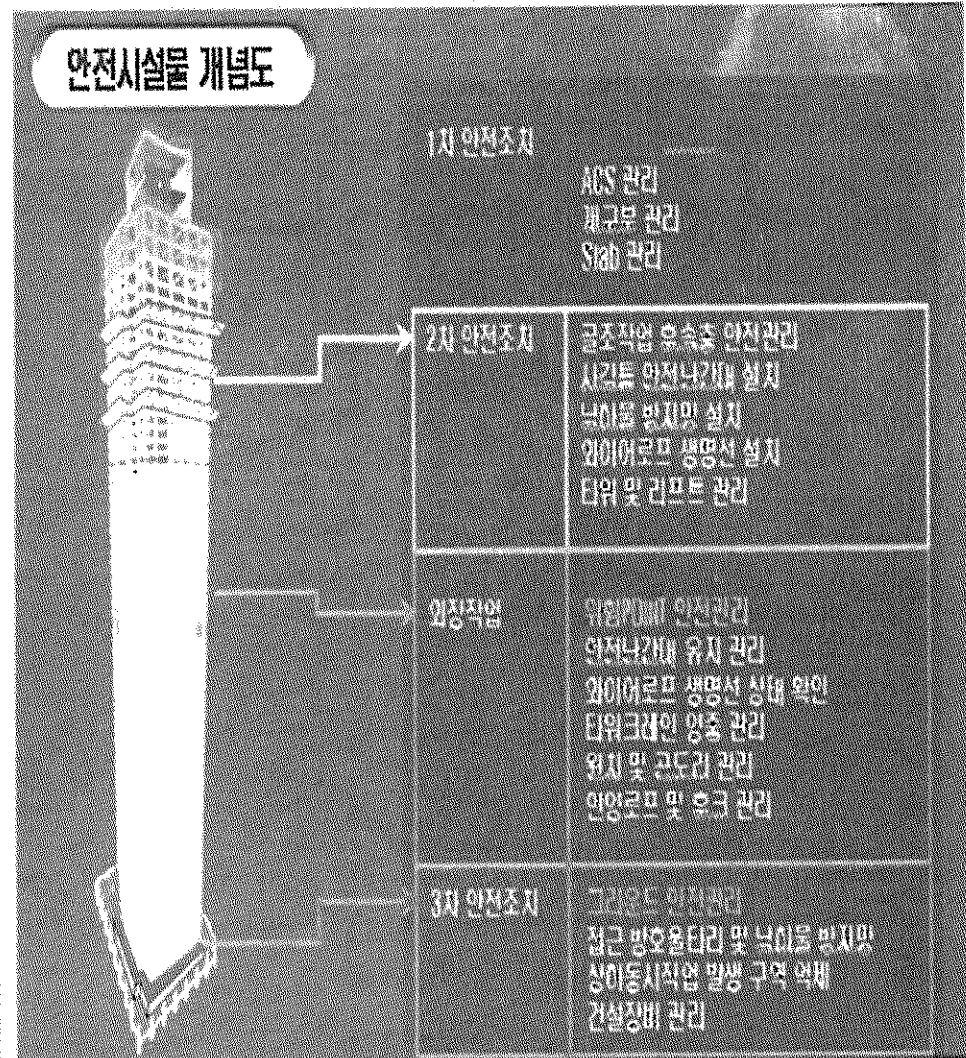 안전시설물 개념도
1차 안전조치
ACS 관리
개구부 관리
Slab 관리
2차 안전조치
골조작업 후속층 안전관리
사각틀 안전난간대 설치
낙하물 방지망 설치
와이어로프 생명선 설치
타워 및 리프트 관리
외장작업
위험POINT 안전관리
안전난간대 유지 관리
와이어로프 생명선 상태 확인
타워크레인 양중 관리
윈치 및 곤도라 관리
인양로프 및 후크 관리
3차 안전조치
그라운드 안전관리
접근 방호울타리 및 낙하물 방지망
상하동시작업 발생 구역 억제
건설장비 관리